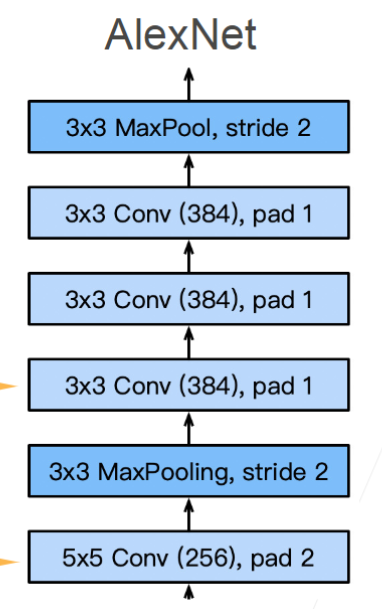 AlexNet
3x3 MaxPool, stride 2
3x3 Conv (384), pad 1
3x3 Conv (384), pad 1
3x3 Conv (384), pad 1
3x3 MaxPooling, stride 2
5x5 Conv (256), pad 2